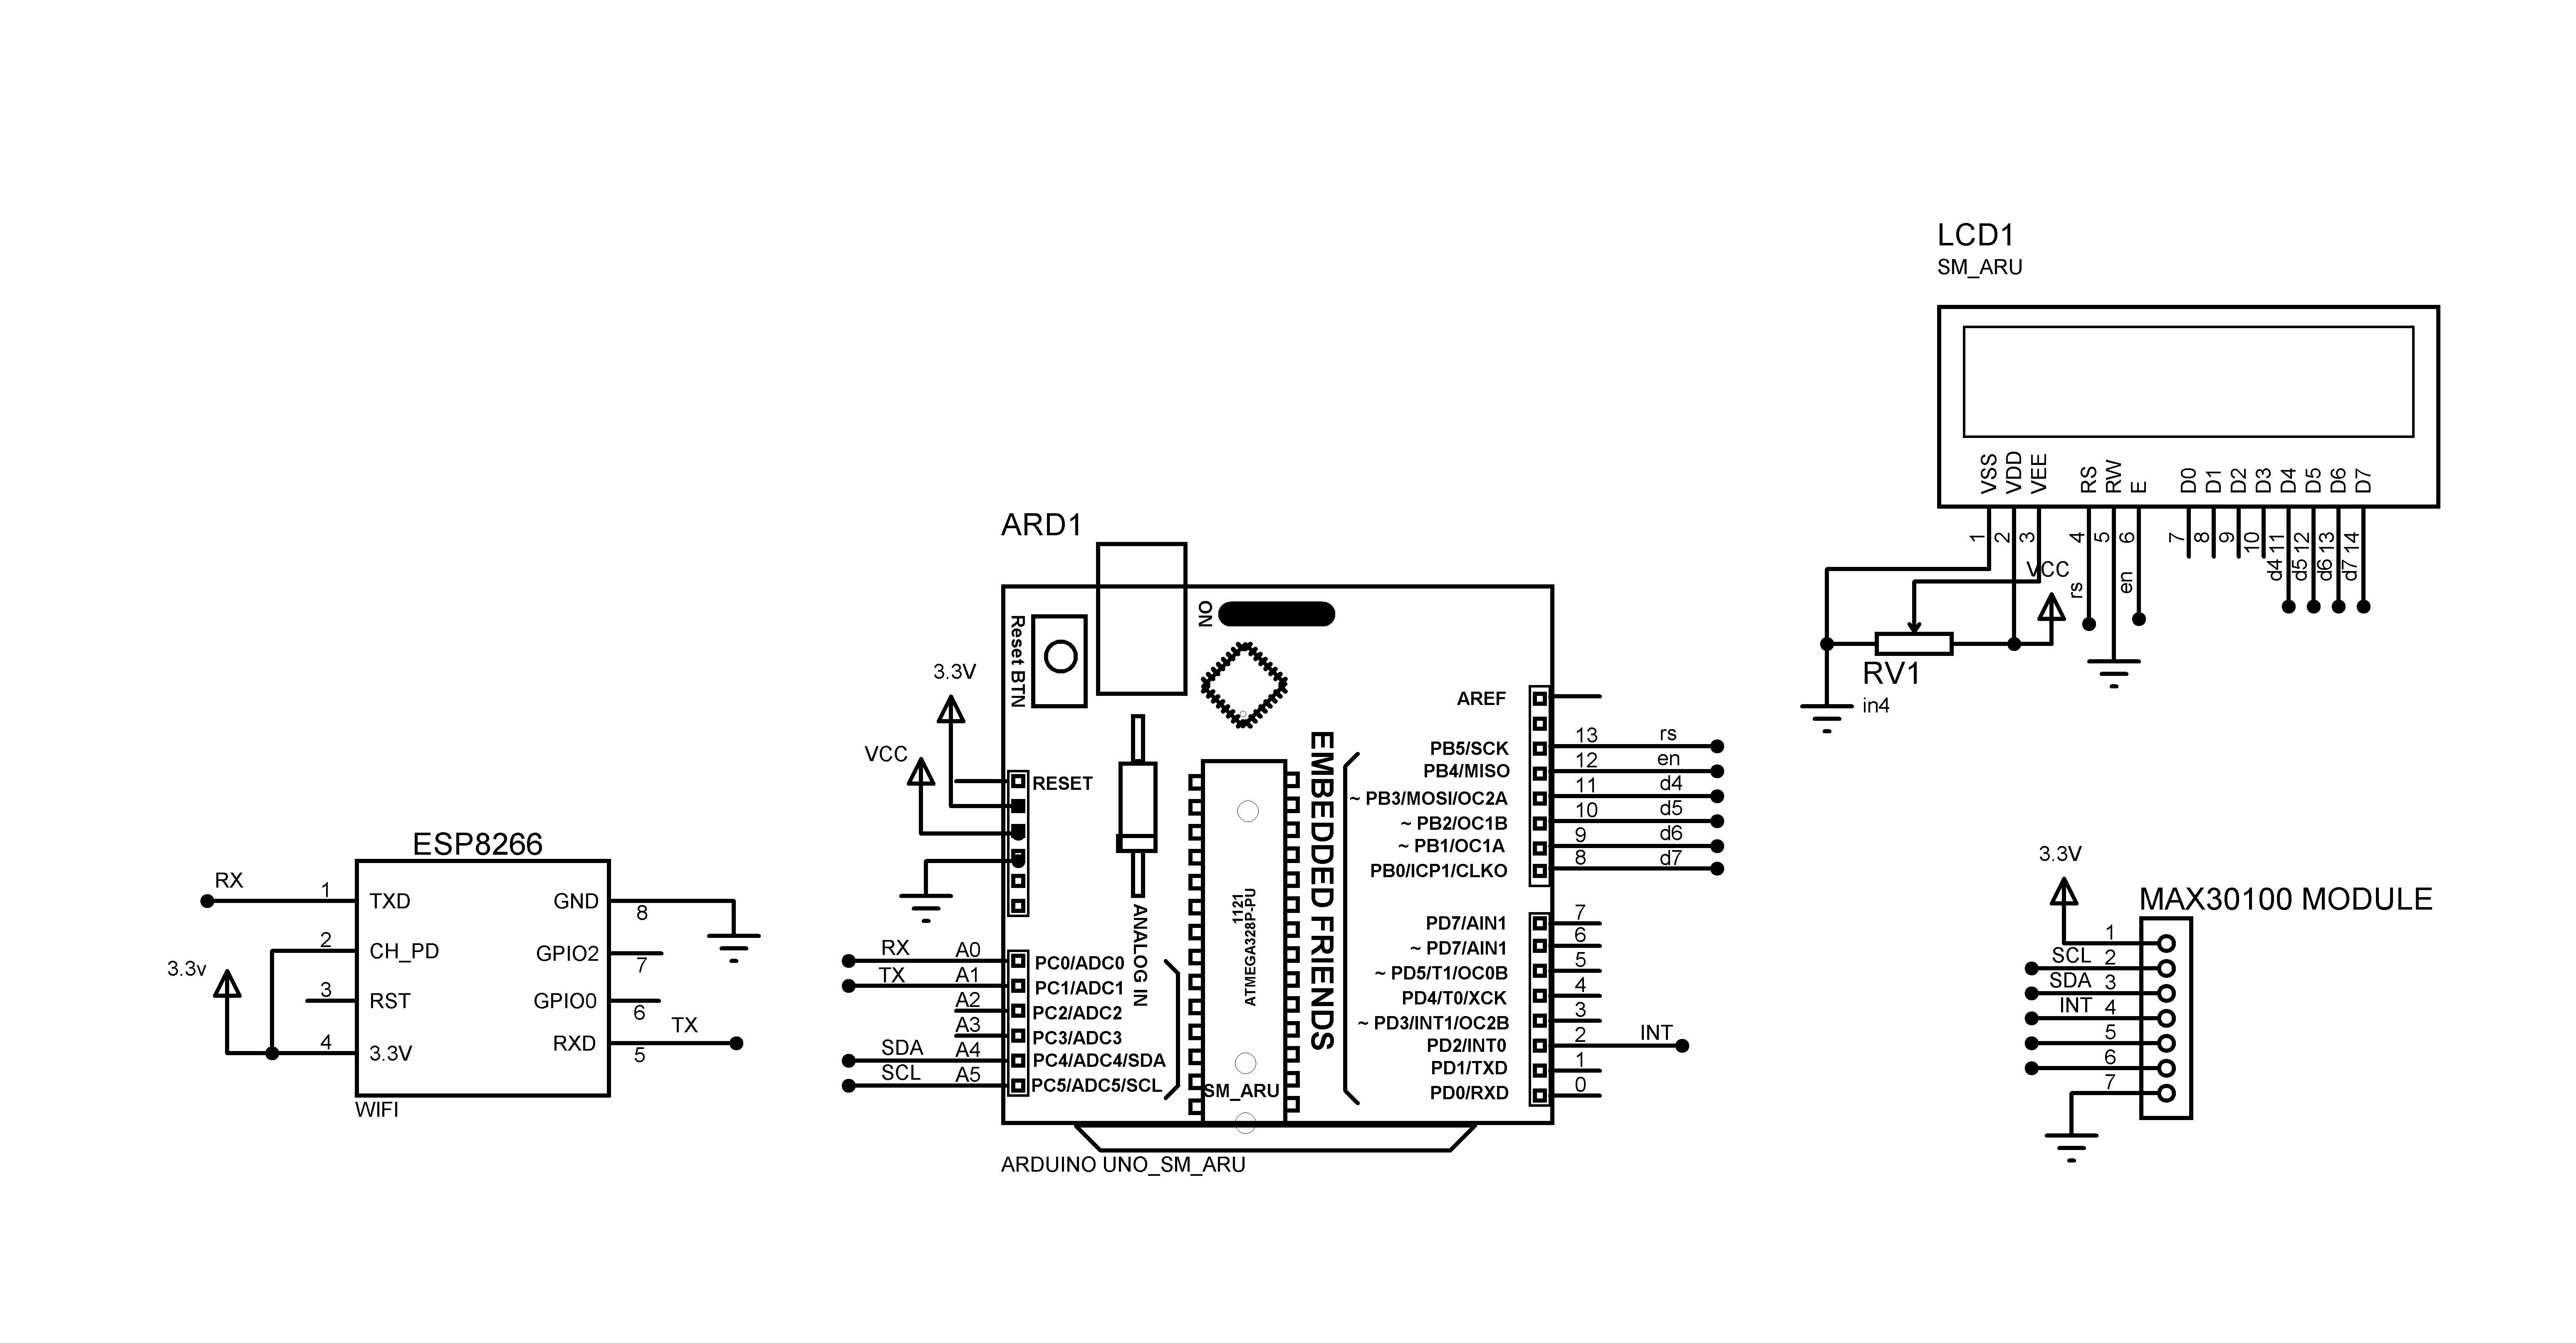 LCD1
SM_ARU
VSS
VDD
VEE
RS
RW
E
D0
D1
D2
D3
D4
D5
D6
D7
1
2
3
4
5
6
7
8
9
10
11
12
13
14
VCC
rs
en
d4
d5
d6
d7
RV1
in4
ARD1
Reset BTN
ON
3.3V
VCC
RESET
ANALOG IN
1121
ATMEGA328P-PU
SM_ARU
EMBEDDED FRIENDS
AREF
PB5/SCK 13 rs
PB4/MISO 12 en
~ PB3/MOSI/OC2A 11 d4
~ PB2/OC1B 10 d5
~ PB1/OC1A 9 d6
PB0/ICP1/CLKO 8 d7
PD7/AIN1 7
~ PD7/AIN1 6
~ PD5/T1/OC0B 5
PD4/T0/XCK 4
~ PD3/INT1/OC2B 3
PD2/INT0 2 INT
PD1/TXD 1
PD0/RXD 0
RX A0 PC0/ADC0
TX A1 PC1/ADC1
A2 PC2/ADC2
A3 PC3/ADC3
SDA A4 PC4/ADC4/SDA
SCL A5 PC5/ADC5/SCL
ARDUINO UNO_SM_ARU
ESP8266
RX 1 TXD
2 CH_PD
3.3v
3 RST
4 3.3V
GND 8
GPIO2 7
GPIO0 6
RXD 5 TX
WIFI
3.3V
MAX30100 MODULE
1
SCL 2
SDA 3
INT 4
5
6
7